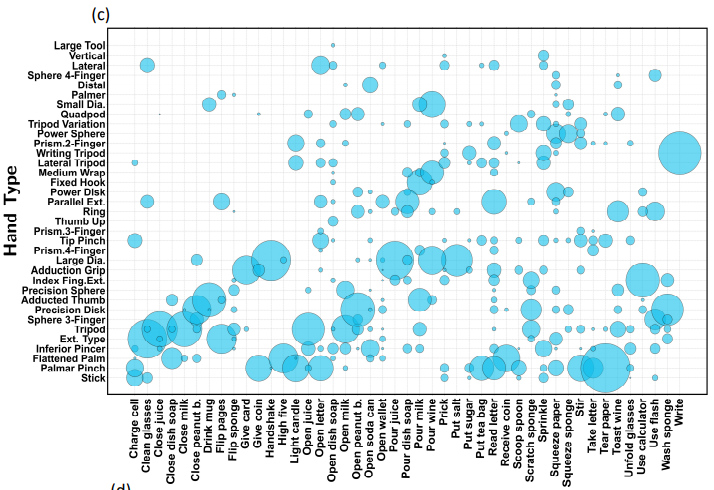 (c)
Hand Type
Large Tool
Vertical
Lateral
Sphere 4-Finger
Distal
Palmer
Small Dia.
Quadpod
Tripod Variation
Power Sphere
Prism.2-Finger
Writing Tripod
Lateral Tripod
Medium Wrap
Fixed Hook
Power Disk
Parallel Ext.
Ring
Thumb Up
Prism.3-Finger
Tip Pinch
Prism.4-Finger
Large Dia.
Adduction Grip
Index Fing.Ext.
Precision Sphere
Adducted Thumb
Precision Disk
Sphere 3-Finger
Tripod
Ext. Type
Inferior Pincer
Flattened Palm
Palmar Pinch
Stick
Charge cell
Clean glasses
Close juice
Close dish soap
Close milk
Close peanut b.
Drink mug
Flip pages
Flip sponge
Give card
Give coin
Handshake
High five
Light candle
Open juice
Open letter
Open dish soap
Open milk
Open peanut b.
Open soda can
Open wallet
Pour juice
Pour dish soap
Pour milk
Pour wine
Prick
Put salt
Put sugar
Put tea bag
Read letter
Receive coin
Scoop spoon
Scratch sponge
Sprinkle
Squeeze paper
Squeeze sponge
Stir
Take letter
Tear paper
Toast wine
Unfold glasses
Use calculator
Use flash
Wash sponge
Write
(d)